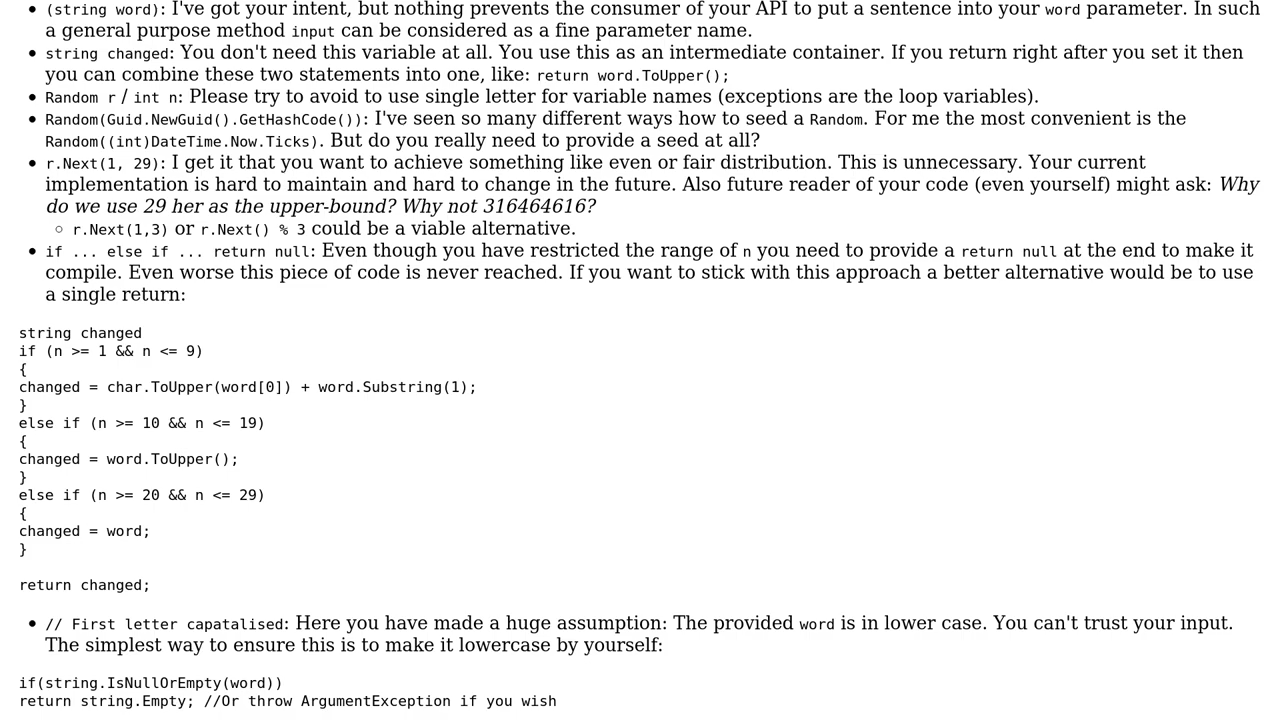 • (string word): I've got your intent, but nothing prevents the consumer of your API to put a sentence into your word parameter. In such
a general purpose method input can be considered as a fine parameter name.
• string changed: You don't need this variable at all. You use this as an intermediate container. If you return right after you set it then
you can combine these two statements into one, like: return word.ToUpper();
• Random r / int n: Please try to avoid to use single letter for variable names (exceptions are the loop variables).
• Random(Guid.NewGuid().GetHashCode()): I've seen so many different ways how to seed a Random. For me the most convenient is the
Random((int)DateTime.Now.Ticks). But do you really need to provide a seed at all?
• r.Next(1, 29): I get it that you want to achieve something like even or fair distribution. This is unnecessary. Your current
implementation is hard to maintain and hard to change in the future. Also future reader of your code (even yourself) might ask: Why
do we use 29 her as the upper-bound? Why not 316464616?
◦ r.Next(1,3) or r.Next() % 3 could be a viable alternative.
• if ... else if ... return null: Even though you have restricted the range of n you need to provide a return null at the end to make it
compile. Even worse this piece of code is never reached. If you want to stick with this approach a better alternative would be to use
a single return:
string changed
if (n >= 1 && n <= 9)
{
changed = char.ToUpper(word[0]) + word.Substring(1);
}
else if (n >= 10 && n <= 19)
{
changed = word.ToUpper();
}
else if (n >= 20 && n <= 29)
{
changed = word;
}
return changed;
• // First letter capatalised: Here you have made a huge assumption: The provided word is in lower case. You can't trust your input.
The simplest way to ensure this is to make it lowercase by yourself:
if(string.IsNullOrEmpty(word))
return string.Empty; //Or throw ArgumentException if you wish